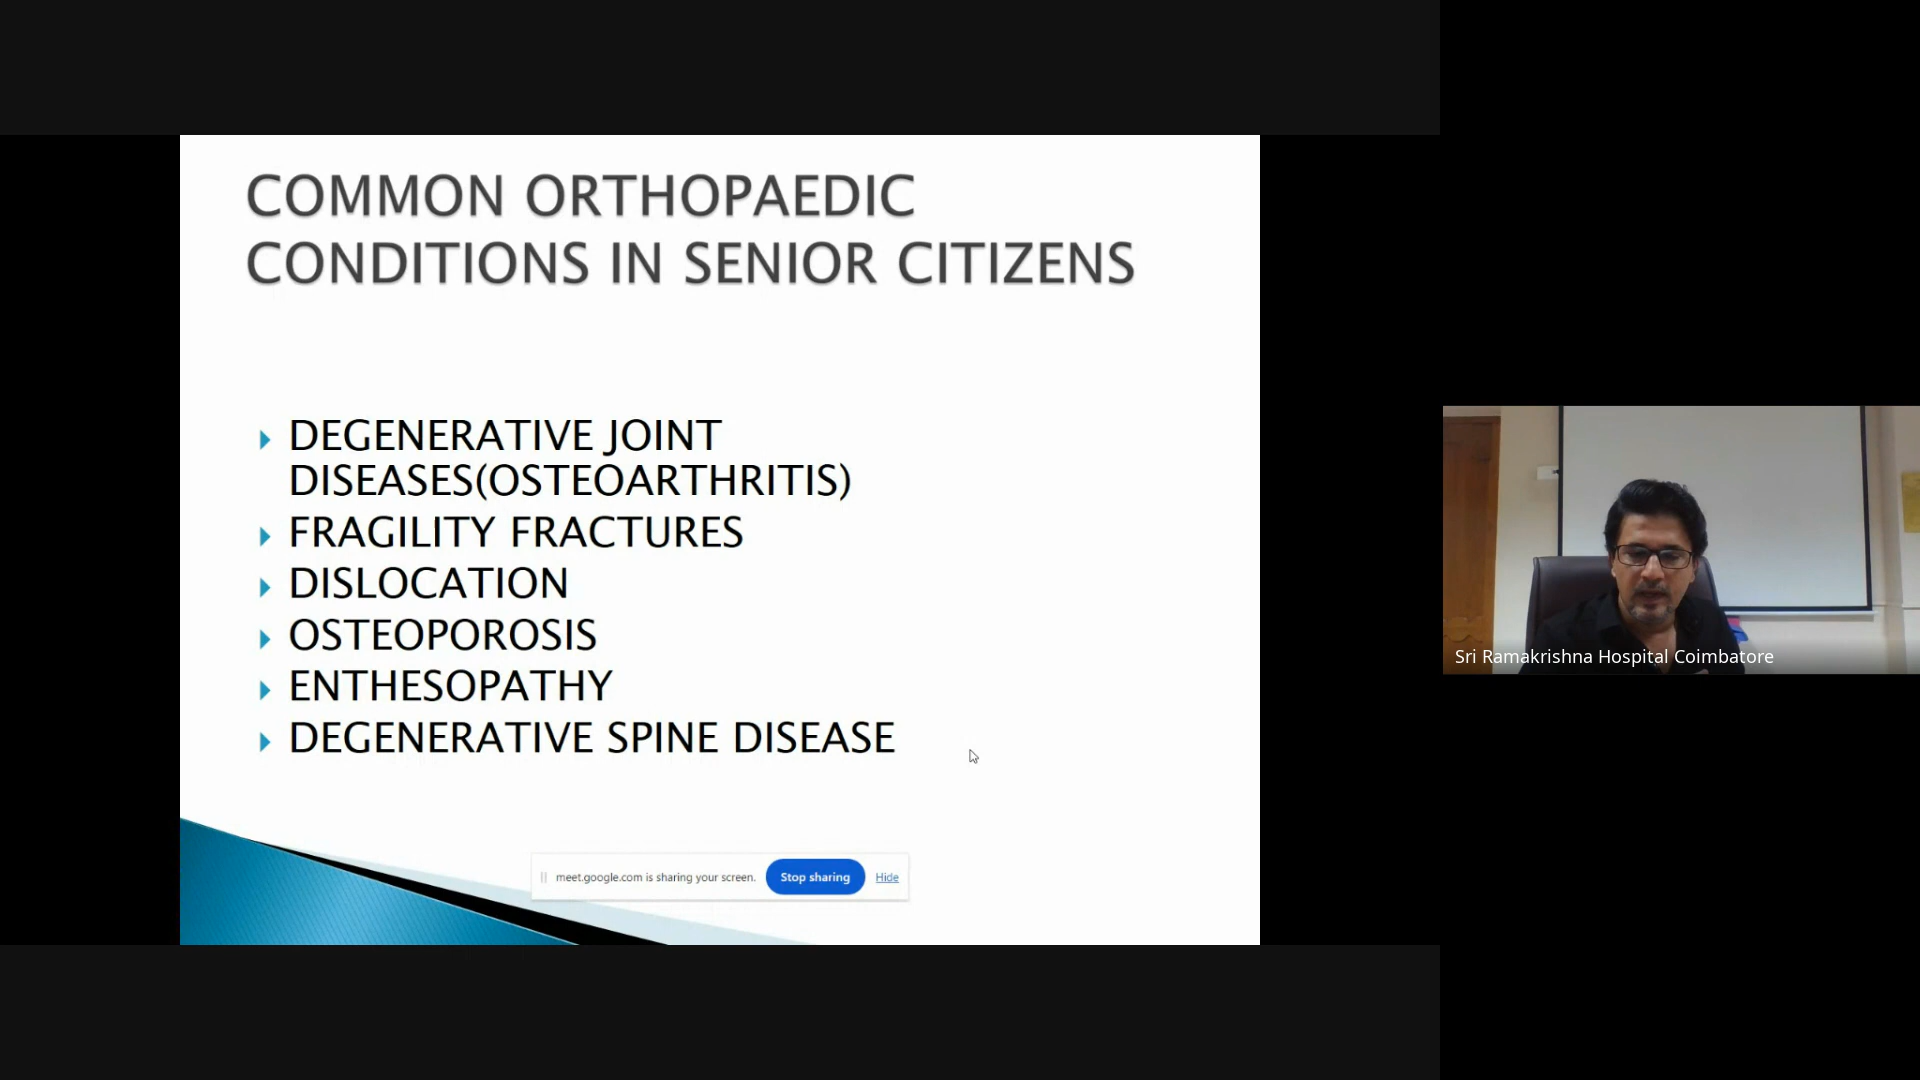 COMMON ORTHOPAEDIC
CONDITIONS IN SENIOR CITIZENS
DEGENERATIVE JOINT
DISEASES(OSTEOARTHRITIS)
FRAGILITY FRACTURES
DISLOCATION
OSTEOPOROSIS
ENTHESOPATHY
DEGENERATIVE SPINE DISEASE
meet.google.com is sharing your screen.
Stop sharing
Hide
Sri Ramakrishna Hospital Coimbatore